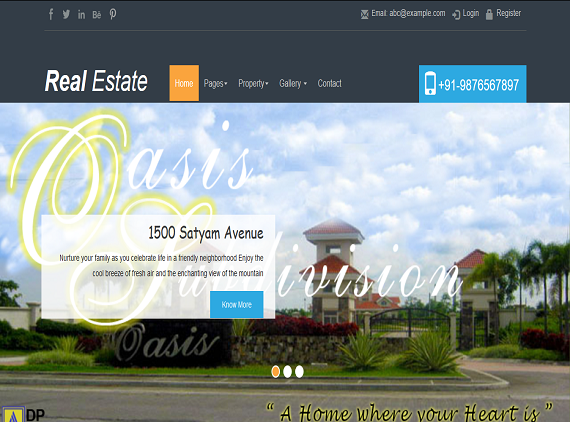 Email: abc@example.com Login Register
Real Estate
Home Pages Property Gallery Contact
+91-9876567897
Oasis
Subdivision
1500 Satyam Avenue
Nurture your family as you celebrate life in a friendly neighborhood Enjoy the
cool breeze of fresh air and the enchanting view of the mountain
Know More
Oasis
“ A Home where your Heart is ”
DP